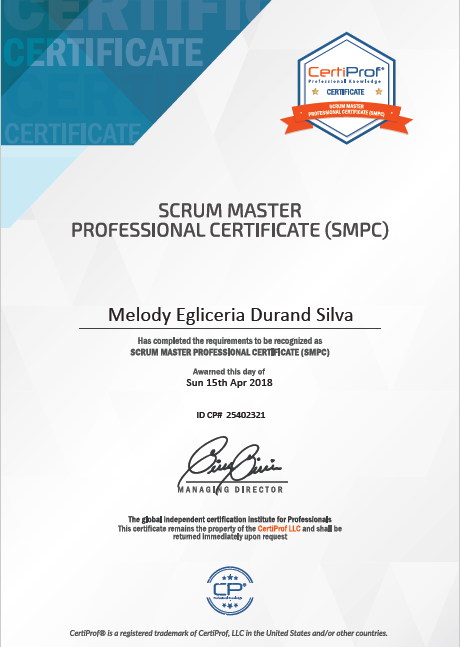 CERTIFICATE
CERTIFICATE
CERTIFICATE
CertiProf®
Professional Knowledge
CERTIFICATE
SCRUM MASTER
PROFESSIONAL CERTIFICATE (SMPC)
SCRUM MASTER
PROFESSIONAL CERTIFICATE (SMPC)
Melody Egliceria Durand Silva
Has completed the requirements to be recognized as
SCRUM MASTER PROFESSIONAL CERTIFICATE (SMPC)
Awarned this day of
Sun 15th Apr 2018
ID CP# 25402321
MANAGING DIRECTOR
The global independent certification institute for Professionals
This certificate remains the property of the CertiProf LLC and shall be
returned immediately upon request
CP®
CertiProf® is a registered trademark of CertiProf, LLC in the United States and/or other countries.